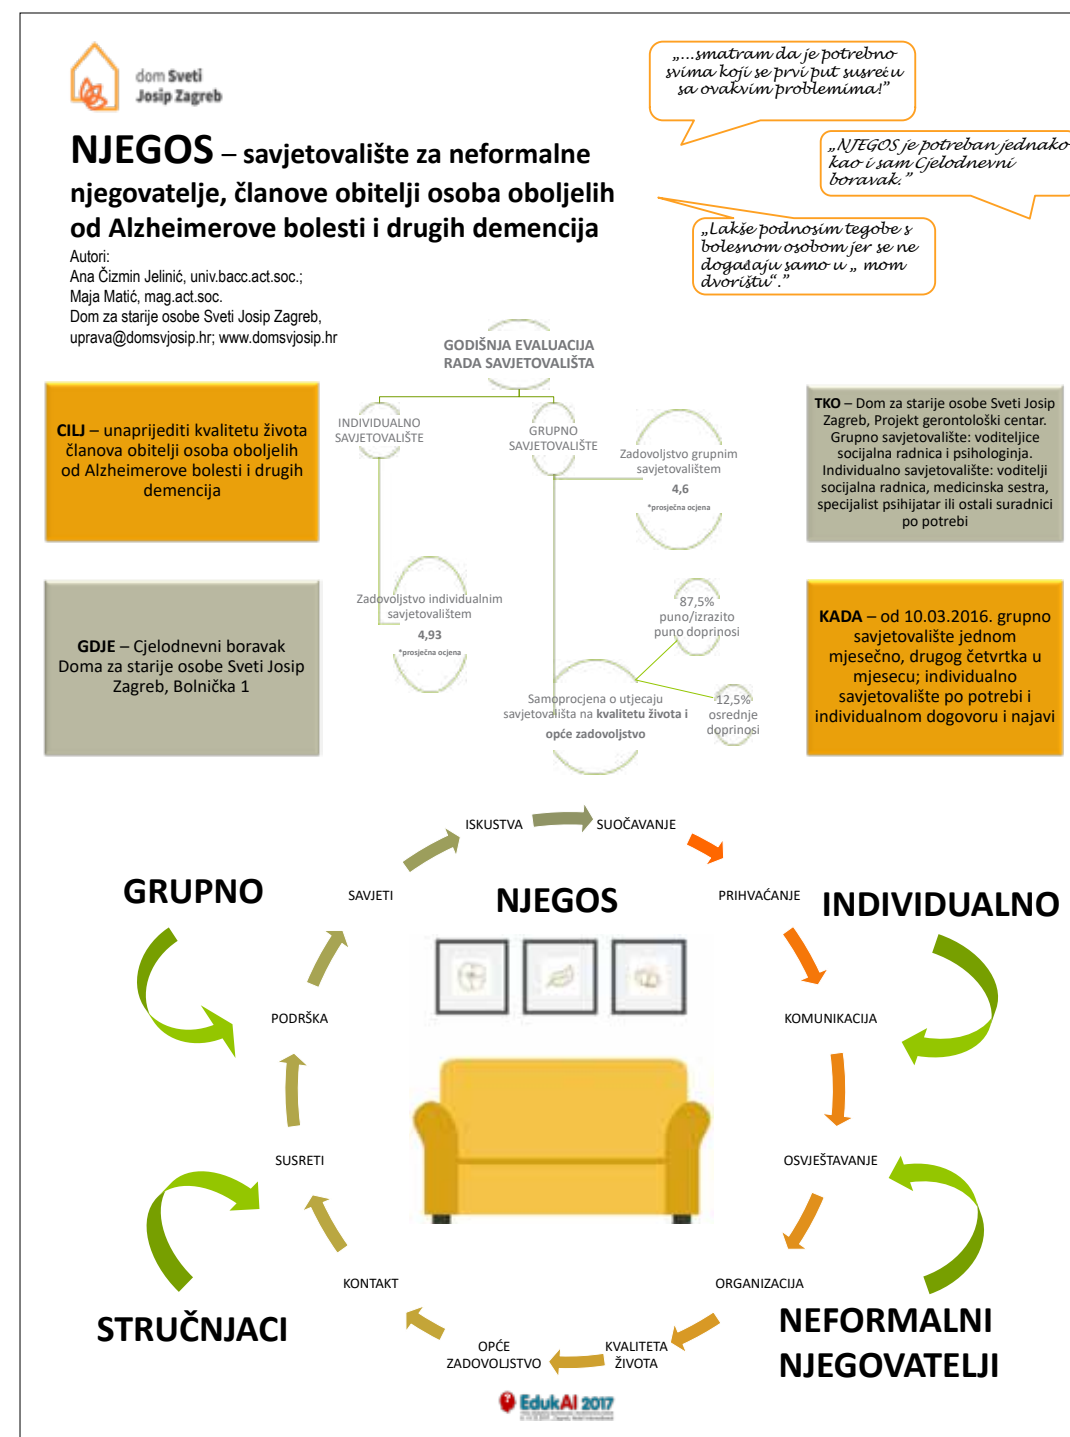 dom Sveti
Josip Zagreb
„...smatram da je potrebno
svima koji se prvi put susreću
sa ovakvim problemima!”
„NJEGOS je potreban jednako
kao i sam Cjelodnevni
boravak.”
„Lakše podnosim tegobe s
bolesnom osobom jer se ne
događaju samo u „ mom
dvorištu“.”
NJEGOS – savjetovalište za neformalne
njegovatelje, članove obitelji osoba oboljelih
od Alzheimerove bolesti i drugih demencija
Autori:
Ana Čizmin Jelinić, univ.bacc.act.soc.;
Maja Matić, mag.act.soc.
Dom za starije osobe Sveti Josip Zagreb,
uprava@domsvjosip.hr; www.domsvjosip.hr
GODIŠNJA EVALUACIJA
RADA SAVJETOVALIŠTA
INDIVIDUALNO
SAVJETOVALIŠTE
GRUPNO
SAVJETOVALIŠTE
Zadovoljstvo grupnim
savjetovalištem
4,6
*prosječna ocjena
Zadovoljstvo individualnim
savjetovalištem
4,93
*prosječna ocjena
87,5%
puno/izrazito
puno doprinosi
Samoprocjena o utjecaju
savjetovališta na kvalitetu života i
opće zadovoljstvo
12,5%
osrednje
doprinosi
CILJ – unaprijediti kvalitetu života
članova obitelji osoba oboljelih
od Alzheimerove bolesti i drugih
demencija
TKO – Dom za starije osobe Sveti Josip
Zagreb, Projekt gerontološki centar.
Grupno savjetovalište: voditeljice
socijalna radnica i psihologinja.
Individualno savjetovalište: voditelji
socijalna radnica, medicinska sestra,
specijalist psihijatar ili ostali suradnici
po potrebi
GDJE – Cjelodnevni boravak
Doma za starije osobe Sveti Josip
Zagreb, Bolnička 1
KADA – od 10.03.2016. grupno
savjetovalište jednom
mjesečno, drugog četvrtka u
mjesecu; individualno
savjetovalište po potrebi i
individualnom dogovoru i najavi
ISKUSTVA
SUOČAVANJE
SAVJETI
PRIHVAĆANJE
GRUPNO
NJEGOS
INDIVIDUALNO
PODRŠKA
KOMUNIKACIJA
SUSRETI
OSVJEŠTAVANJE
KONTAKT
ORGANIZACIJA
STRUČNJACI
OPĆE
ZADOVOLJSTVO
KVALITETA
ŽIVOTA
NEFORMALNI
NJEGOVATELJI
EdukAl 2017